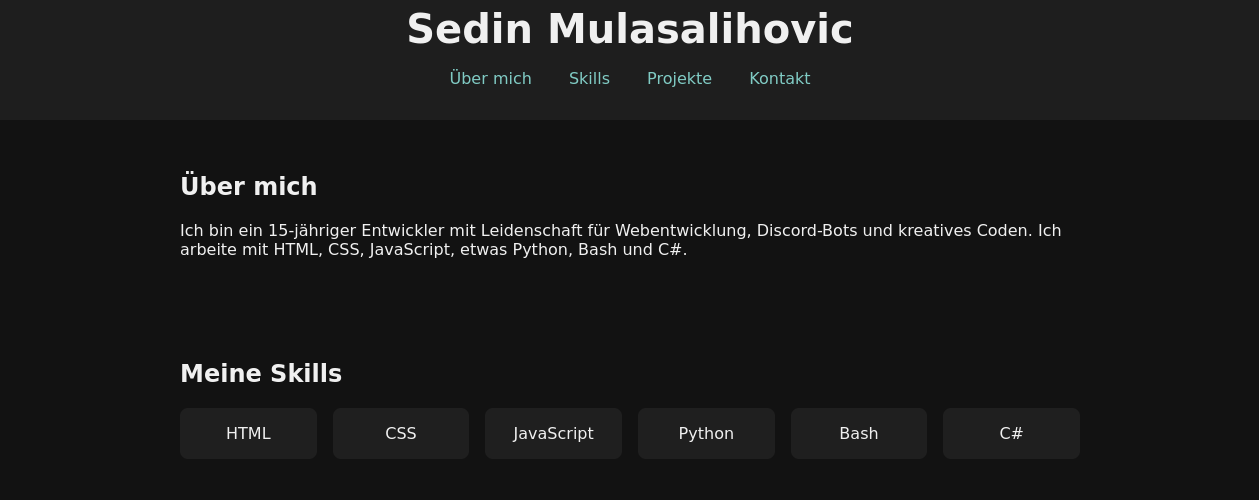 Sedin Mulasalihovic
Über mich Skills Projekte Kontakt
Über mich
Ich bin ein 15-jähriger Entwickler mit Leidenschaft für Webentwicklung, Discord-Bots und kreatives Coden. Ich
arbeite mit HTML, CSS, JavaScript, etwas Python, Bash und C#.
Meine Skills
HTML CSS JavaScript Python Bash C#